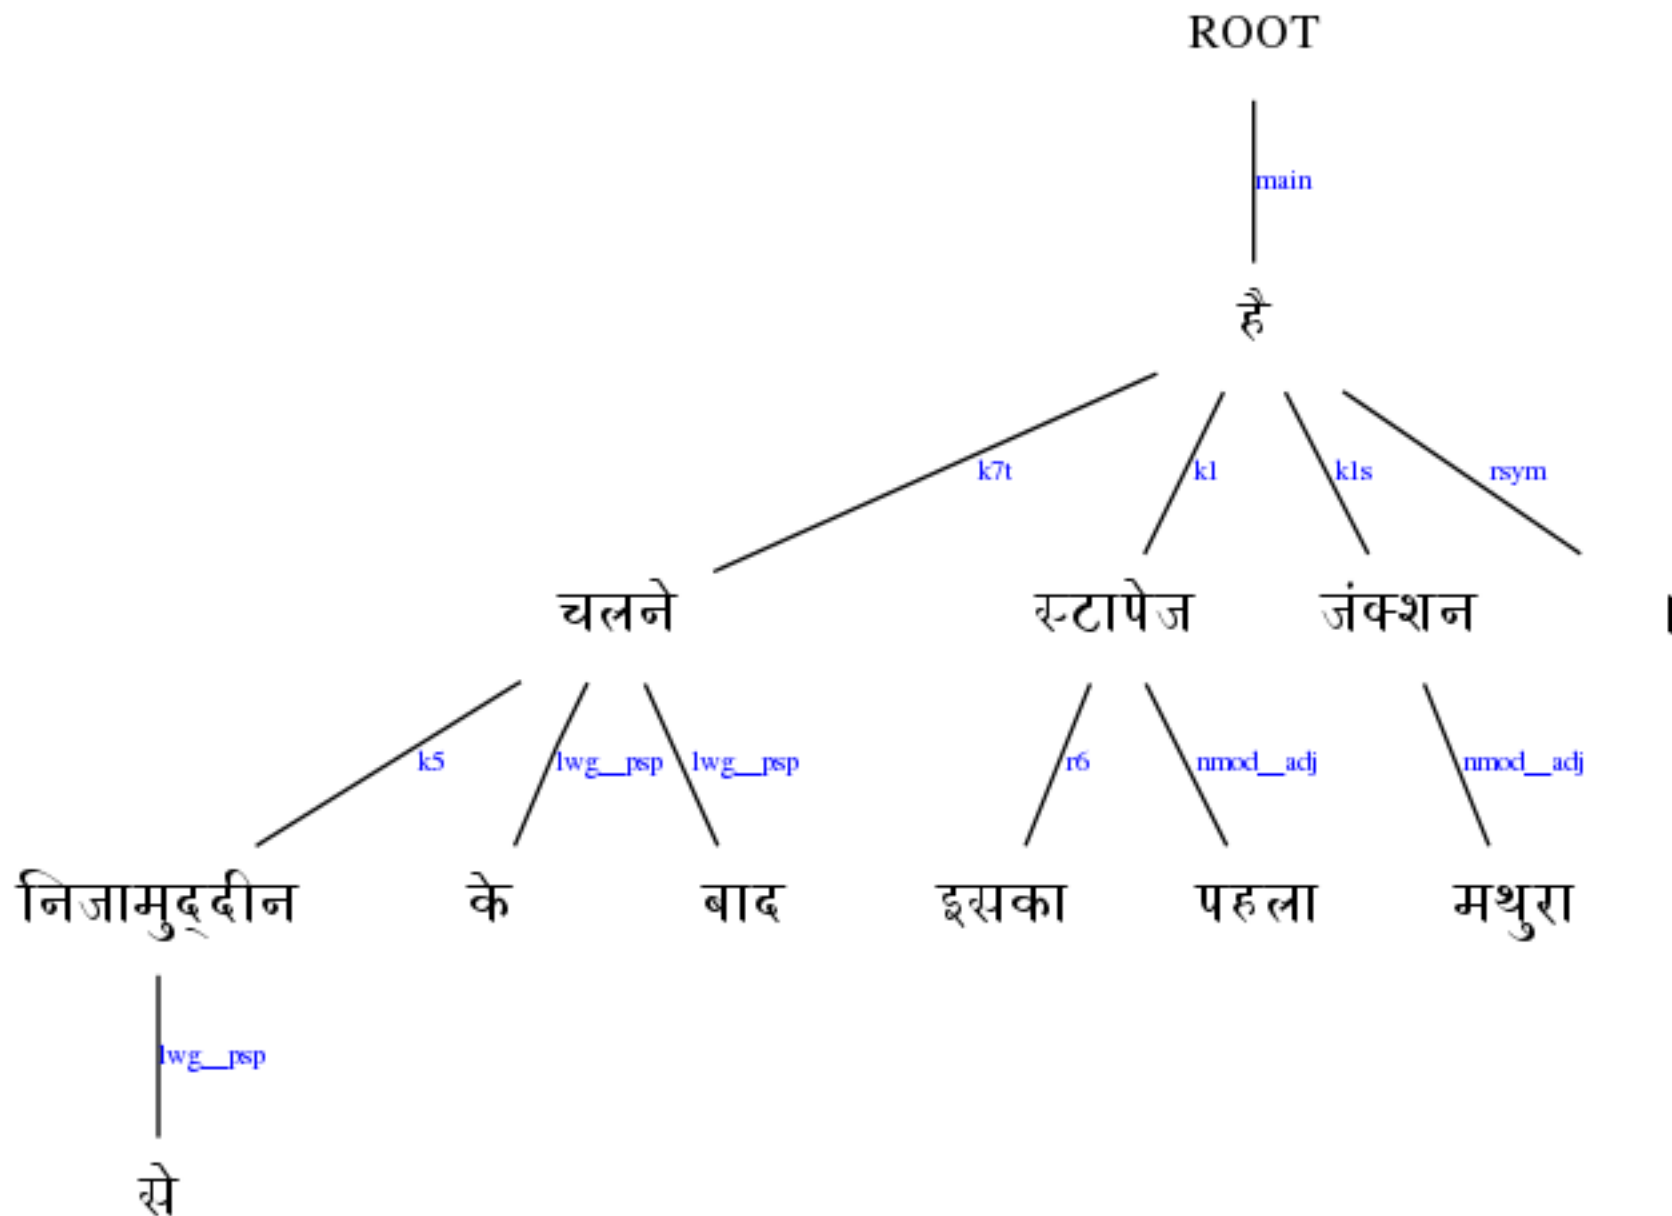 ROOT
main
है
k7t k1 k1s rsym
चलने स्टापेज जंक्शन ।
k5 lwg__psp lwg__psp r6 nmod__adj nmod__adj
निजामुद्दीन के बाद इसका पहला मथुरा
lwg__psp
से